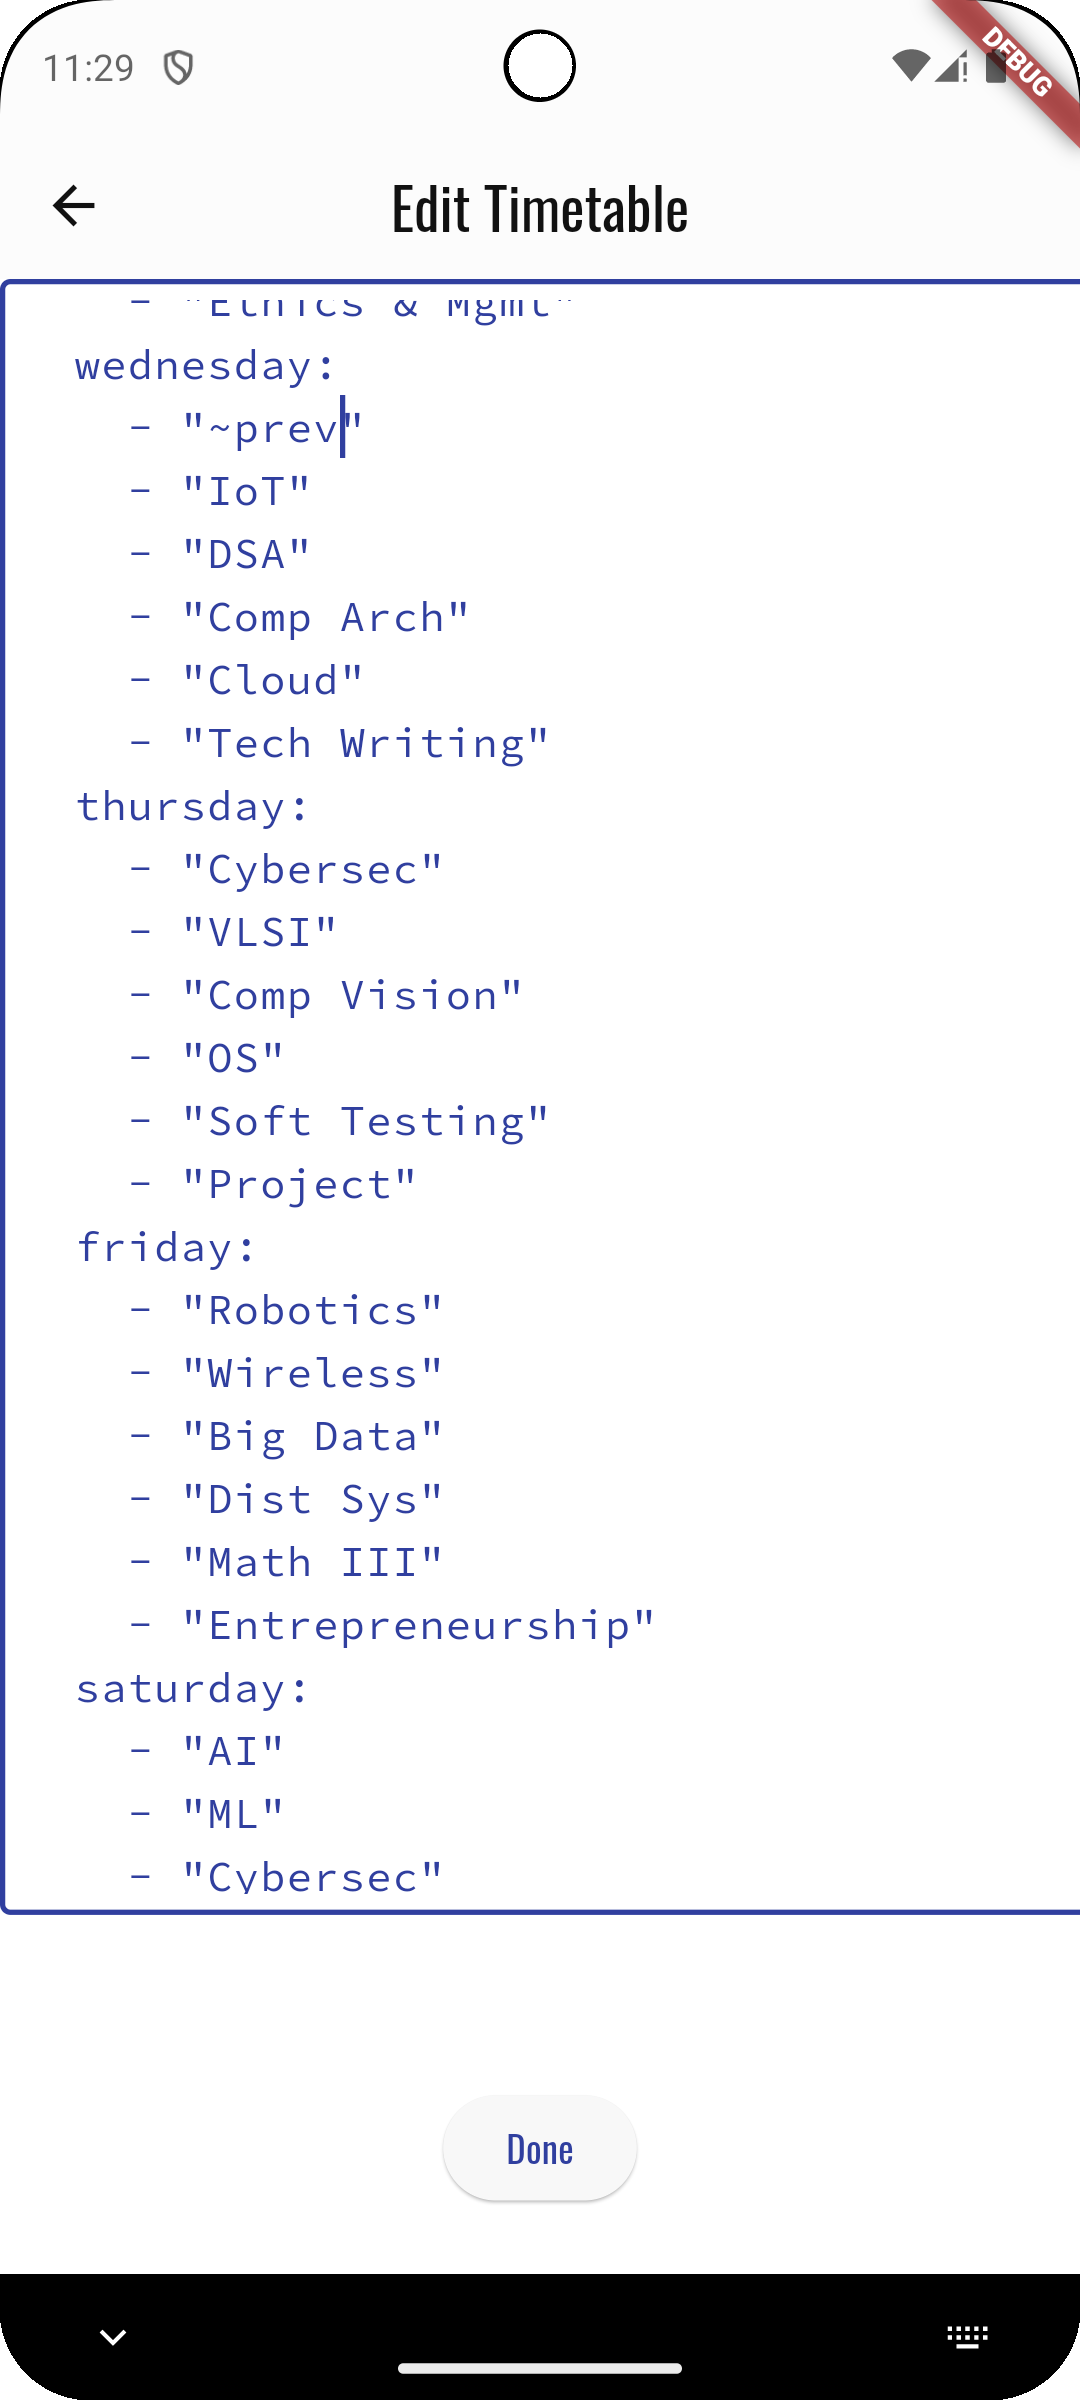 11:29
DEBUG
Edit Timetable
- "Ethics & Mgmt"
wednesday:
- "~prev"
- "IoT"
- "DSA"
- "Comp Arch"
- "Cloud"
- "Tech Writing"
thursday:
- "Cybersec"
- "VLSI"
- "Comp Vision"
- "OS"
- "Soft Testing"
- "Project"
friday:
- "Robotics"
- "Wireless"
- "Big Data"
- "Dist Sys"
- "Math III"
- "Entrepreneurship"
saturday:
- "AI"
- "ML"
- "Cybersec"
Done